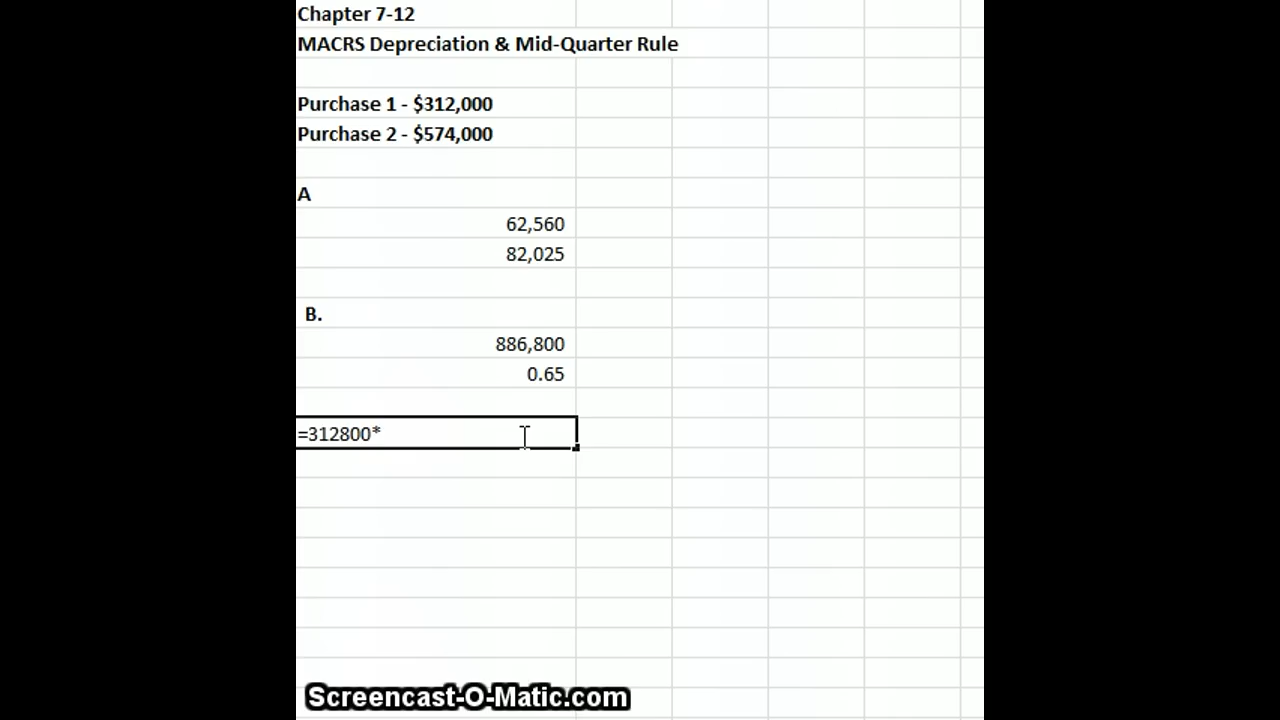 Chapter 7-12
MACRS Depreciation & Mid-Quarter Rule
Purchase 1 - $312,000
Purchase 2 - $574,000
A
62,560
82,025
B.
886,800
0.65
=312800*
Screencast-O-Matic.com